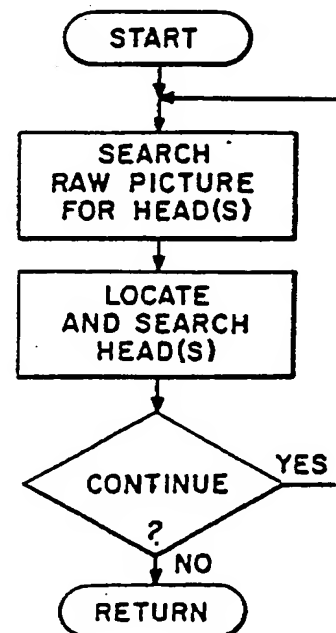 START
SEARCH
RAW PICTURE
FOR HEAD(S)
LOCATE
AND SEARCH
HEAD(S)
CONTINUE
YES
?
NO
RETURN